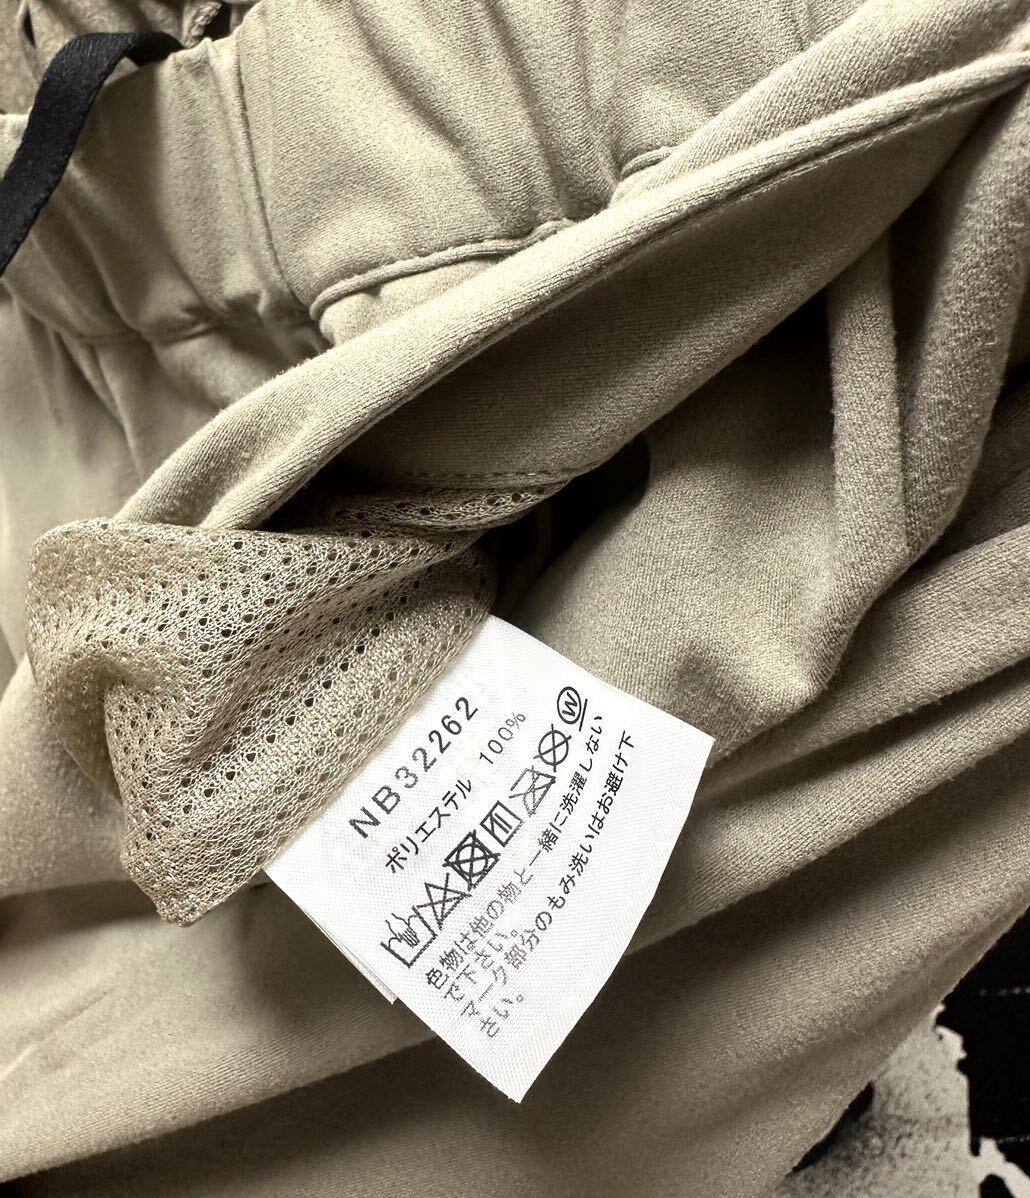 NB32262
ポリエステル 100%
W
色物は他の物と一緒に洗濯しない
で下さい。
マーク部分のもみ洗いはお避け下
さい。